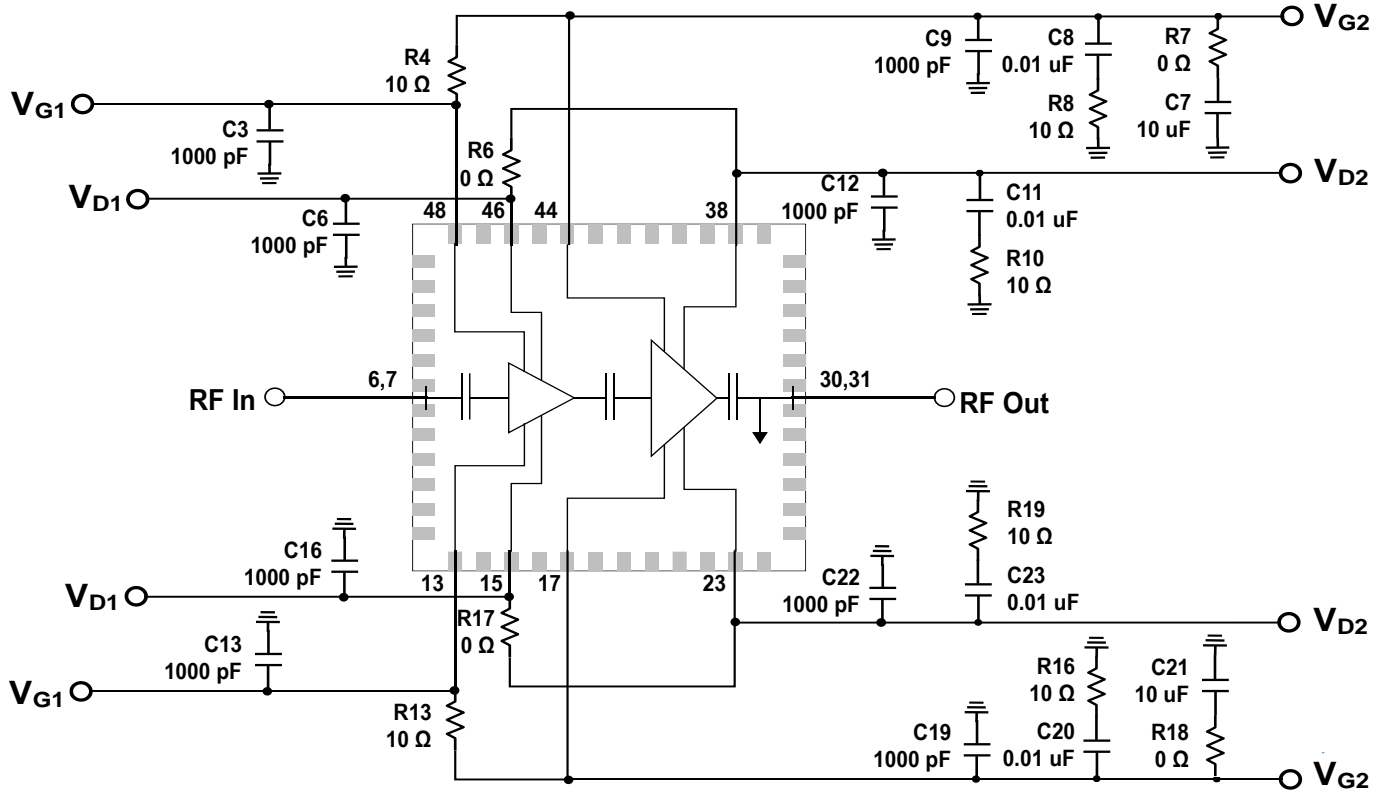 VG2
C9
1000 pF
C8
0.01 uF
R7
0 Ω
R4
10 Ω
R8
10 Ω
C7
10 uF
VG1
C3
1000 pF
R6
0 Ω
VD2
C12
1000 pF
C11
0.01 uF
VD1
C6
1000 pF
48 46 44 38
R10
10 Ω
RF In
6,7
30,31
RF Out
R19
10 Ω
C16
1000 pF
13 15 17 23
C22
1000 pF
C23
0.01 uF
VD1
R17
0 Ω
VD2
C13
1000 pF
R16
10 Ω
C21
10 uF
VG1
R13
10 Ω
C19
1000 pF
C20
0.01 uF
R18
0 Ω
VG2